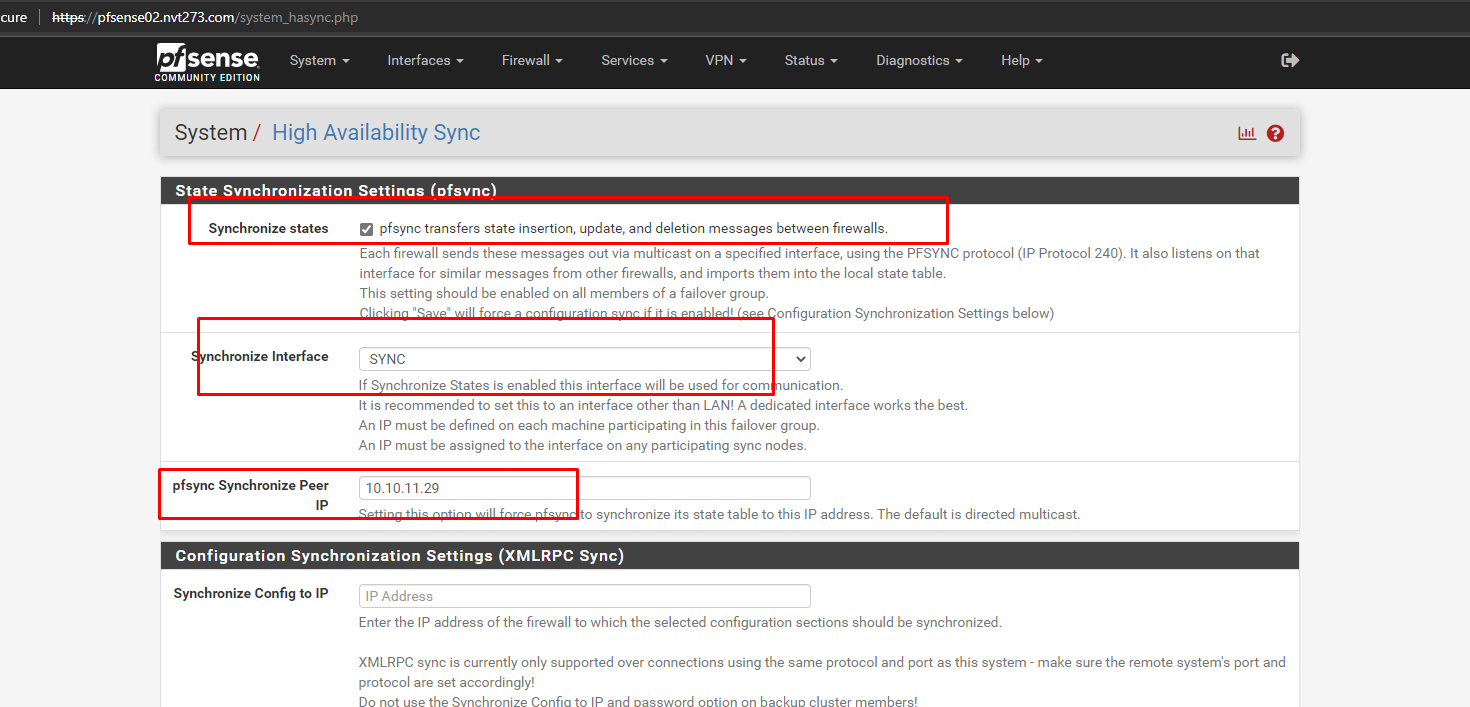 cure https://pfsense02.nvt273.com/system_hasync.php
pfsense COMMUNITY EDITION
System Interfaces Firewall Services VPN Status Diagnostics Help
System / High Availability Sync
State Synchronization Settings (pfsync)
Synchronize states pfsync transfers state insertion, update, and deletion messages between firewalls.
Each firewall sends these messages out via multicast on a specified interface, using the PFSYNC protocol (IP Protocol 240). It also listens on that
interface for similar messages from other firewalls, and imports them into the local state table.
This setting should be enabled on all members of a failover group.
Clicking "Save" will force a configuration sync if it is enabled! (see Configuration Synchronization Settings below)
Synchronize Interface SYNC
If Synchronize States is enabled this interface will be used for communication.
It is recommended to set this to an interface other than LAN! A dedicated interface works the best.
An IP must be defined on each machine participating in this failover group.
An IP must be assigned to the interface on any participating sync nodes.
pfsync Synchronize Peer
IP
10.10.11.29
Setting this option will force pfsync to synchronize its state table to this IP address. The default is directed multicast.
Configuration Synchronization Settings (XMLRPC Sync)
Synchronize Config to IP IP Address
Enter the IP address of the firewall to which the selected configuration sections should be synchronized.
XMLRPC sync is currently only supported over connections using the same protocol and port as this system - make sure the remote system's port and
protocol are set accordingly!
Do not use the Synchronize Config to IP and password option on backup cluster members!